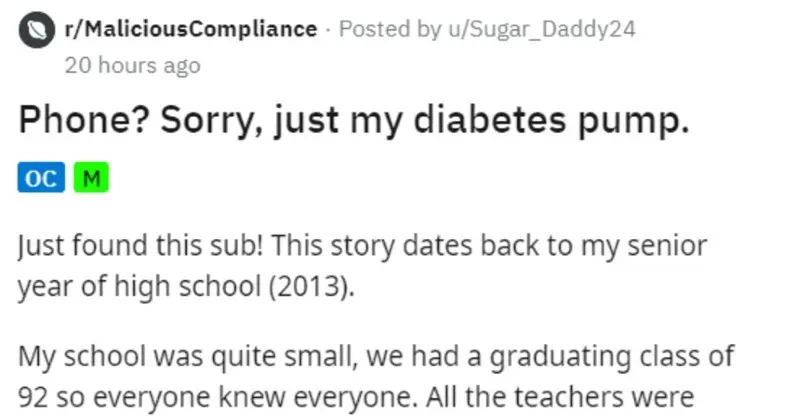 r/MaliciousCompliance · Posted by u/Sugar_Daddy24
20 hours ago
Phone? Sorry, just my diabetes pump.
OC M
Just found this sub! This story dates back to my senior
year of high school (2013).
My school was quite small, we had a graduating class of
92 so everyone knew everyone. All the teachers were